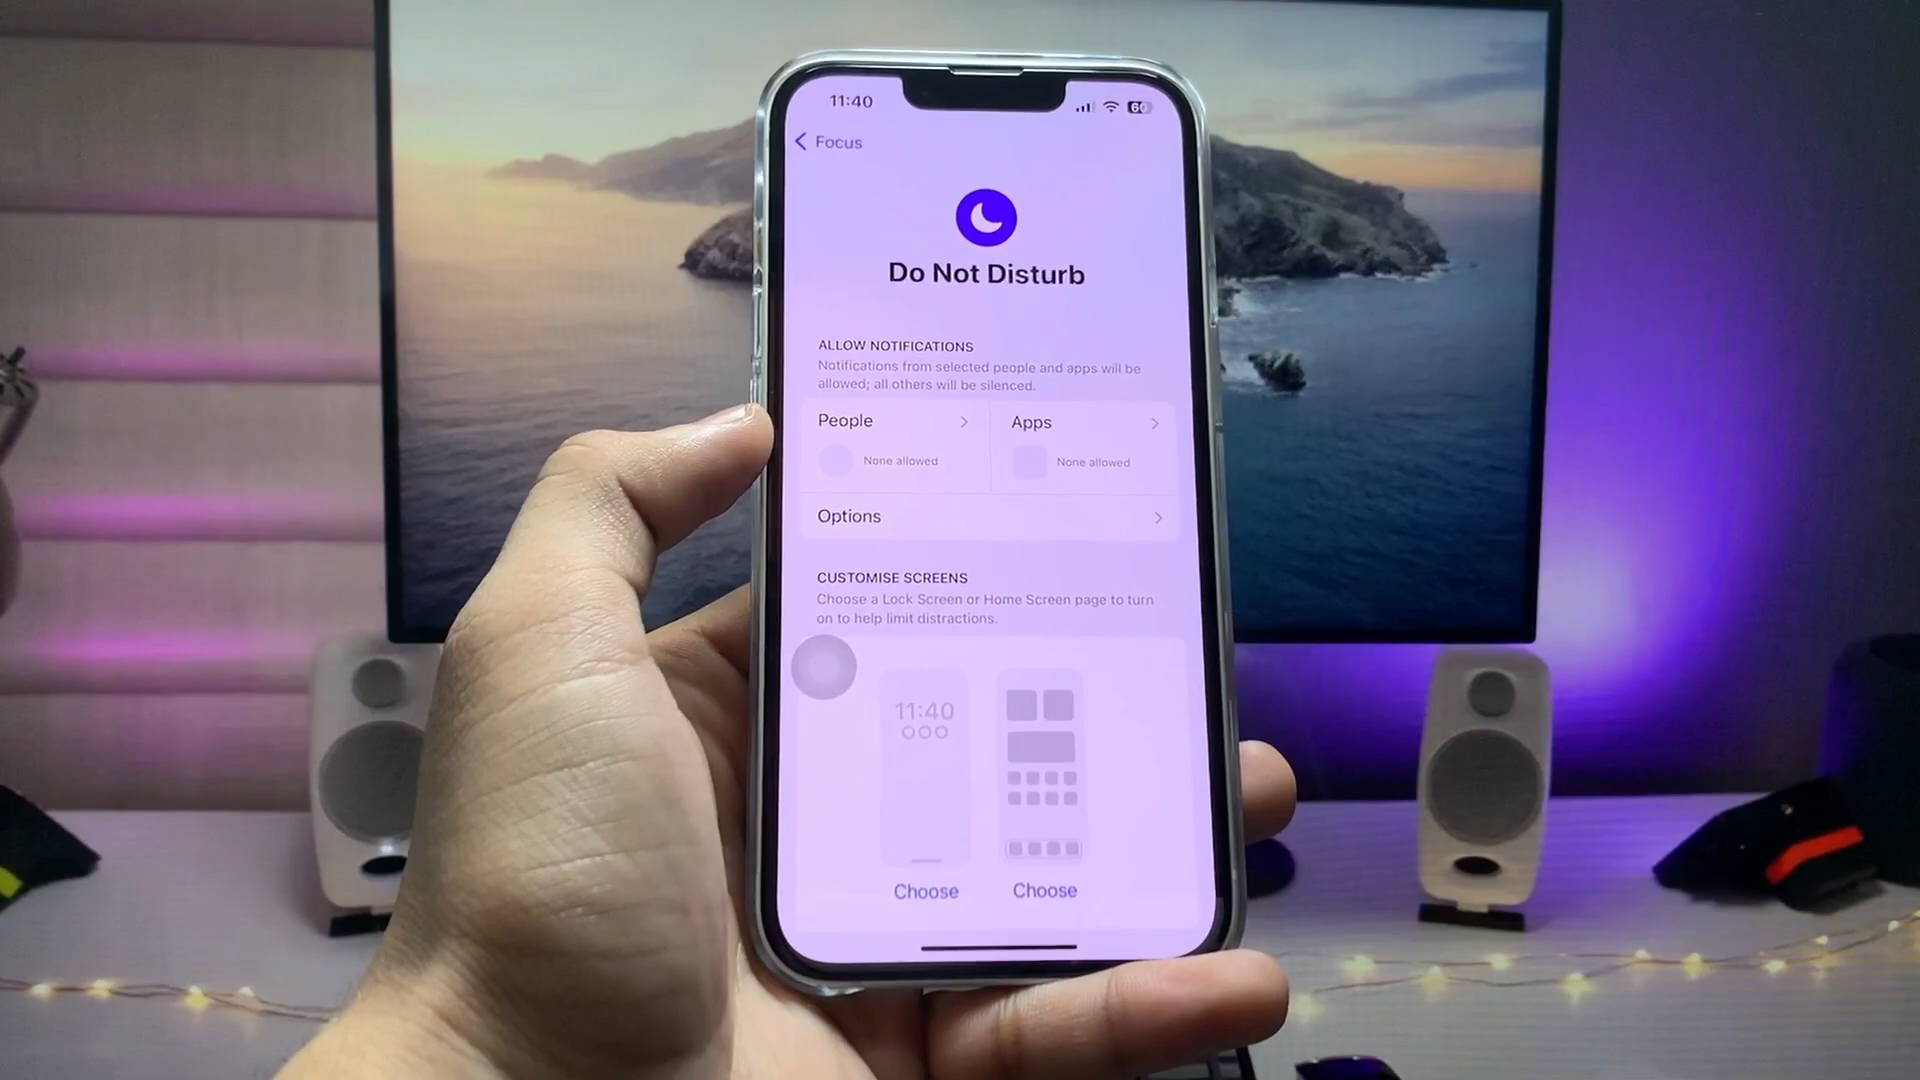 11:40
60
Focus
Do Not Disturb
ALLOW NOTIFICATIONS
Notifications from selected people and apps will be
allowed; all others will be silenced.
People
Apps
None allowed
None allowed
Options
CUSTOMISE SCREENS
Choose a Lock Screen or Home Screen page to turn
on to help limit distractions.
11:40
Choose
Choose